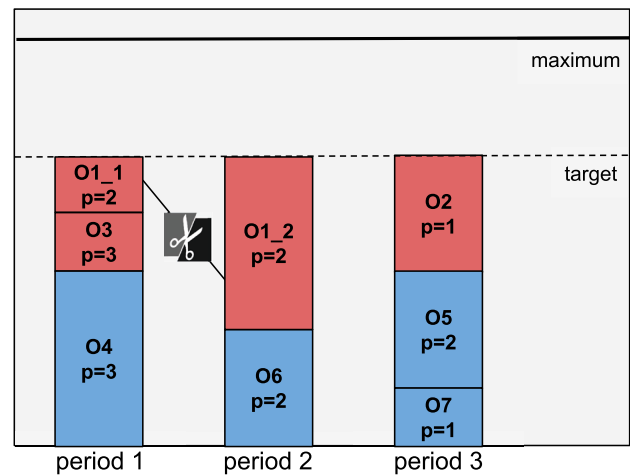 maximum
target
O1_1
p=2
O3
p=3
O4
p=3
O1_2
p=2
O6
p=2
O2
p=1
O5
p=2
O7
p=1
period 1
period 2
period 3